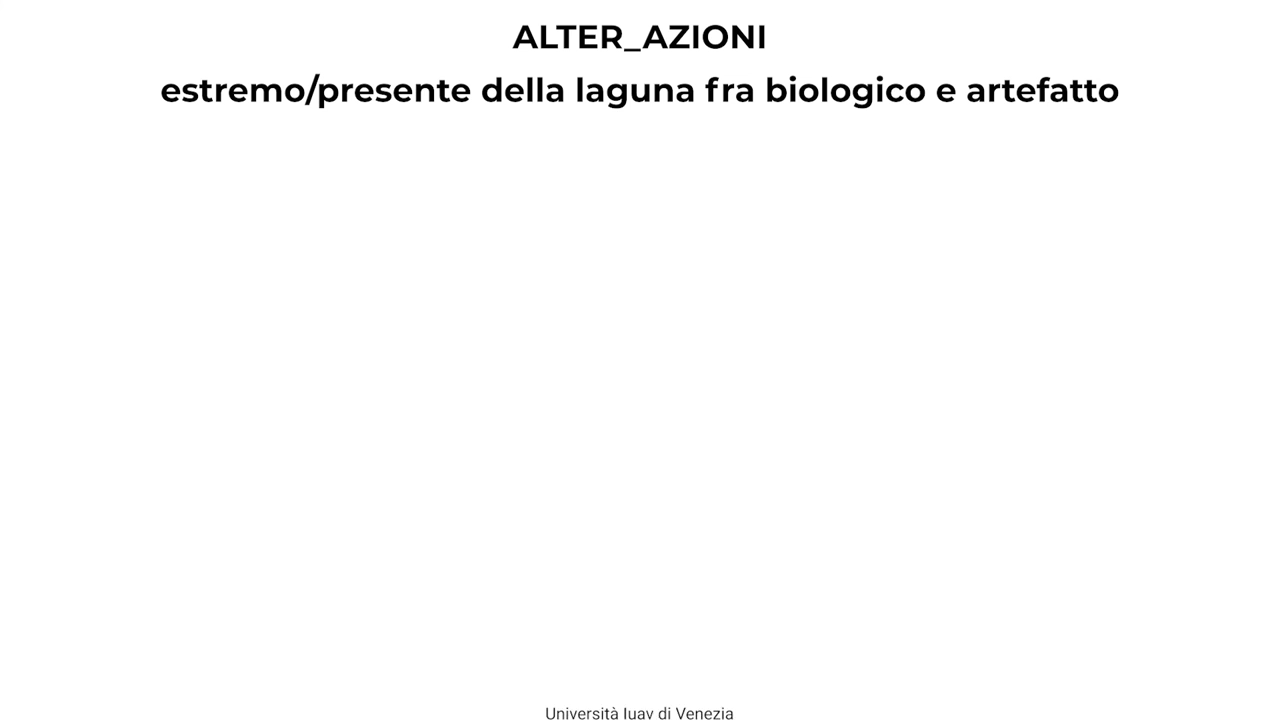 ALTER_AZIONI
estremo/presente della laguna fra biologico e artefatto
Università Iuav di Venezia